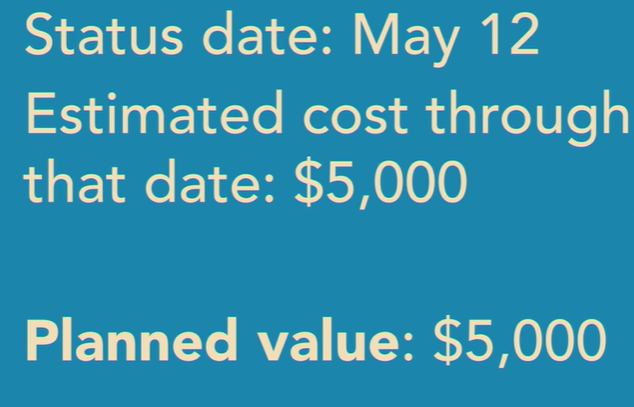 Status date: May 12
Estimated cost through
that date: $5,000
Planned value: $5,000